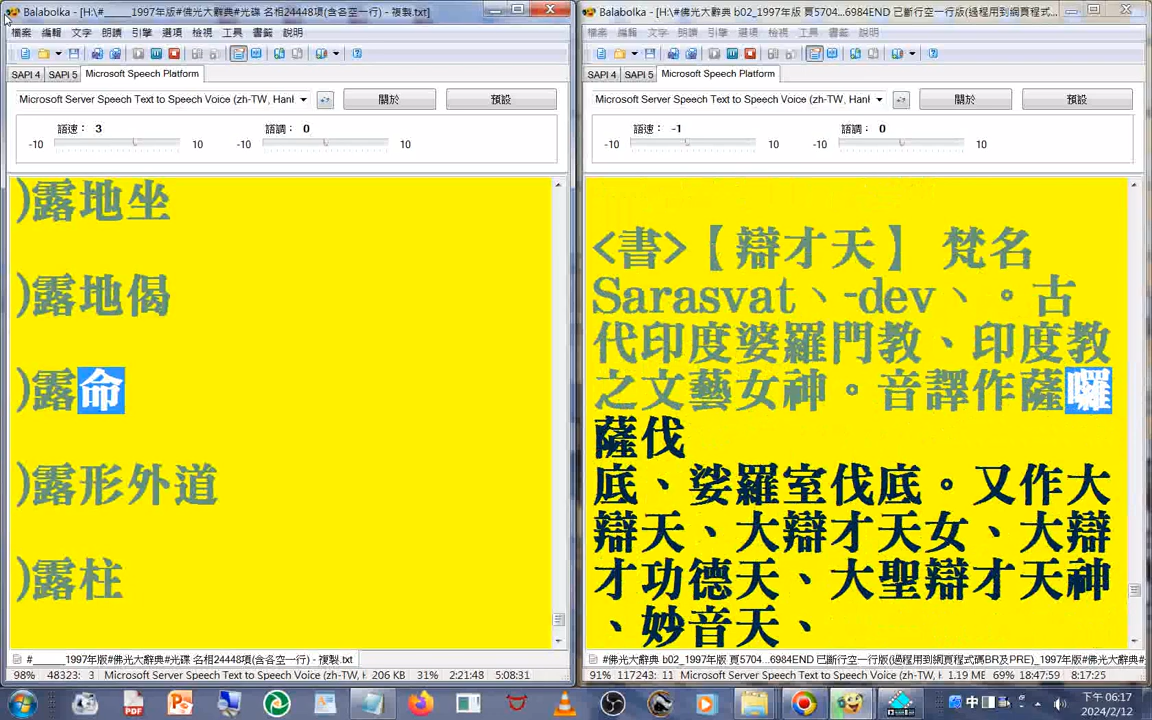 Balabolka - [H:\#_____1997年版#佛光大辭典#光碟 名相24448項(含各空一行) - 複製.txt]
檔案 編輯 文字 朗讀 引擎 選項 檢視 工具 書籤 說明
SAPI 4 SAPI 5 Microsoft Speech Platform
Microsoft Server Speech Text to Speech Voice (zh-TW, Hanl
關於 預設
語速： 3 語調： 0
-10 10 -10 10
)露地坐
)露地偈
)露命
)露形外道
)露柱
#______1997年版#佛光大辭典#光碟 名相24448項(含各空一行) - 複製.txt
98% 48323: 3 Microsoft Server Speech Text to Speech Voice (zh-TW, H 206 KB 31% 2:21:48 5:08:31
Balabolka - [H:\#佛光大辭典 b02_1997年版 頁5704...6984END 已斷行空一行版(過程用到網頁程式...
檔案 編輯 文字 朗讀 引擎 選項 檢視 工具 書籤 說明
SAPI 4 SAPI 5 Microsoft Speech Platform
Microsoft Server Speech Text to Speech Voice (zh-TW, Hanl
關於 預設
語速： -1 語調： 0
-10 10 -10 10
<書>【辯才天】 梵名
Sarasvat、-dev、。古
代印度婆羅門教、印度教
之文藝女神。音譯作薩囉
薩伐
底、娑羅室伐底。又作大
辯天、大辯才天女、大辯
才功德天、大聖辯才天神
、妙音天、
#佛光大辭典 b02_1997年版 頁5704...6984END 已斷行空一行版(過程用到網頁程式碼BR及PRE)_1997年版#佛光大辭典#
91% 117243: 11 Microsoft Server Speech Text to Speech Voice (zh-TW, 1.19 ME 69% 18:47:59 8:17:25
中
下午 06:17
2024/2/12